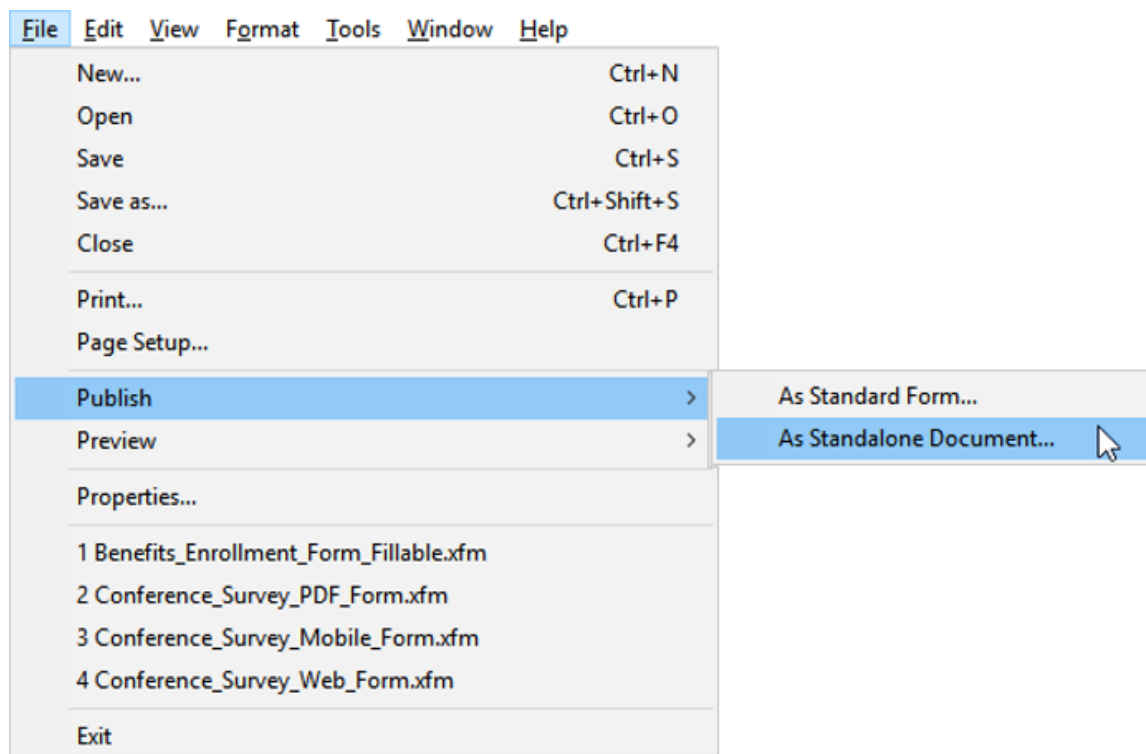 File Edit View Format Tools Window Help
New... Ctrl+N
Open Ctrl+O
Save Ctrl+S
Save as... Ctrl+Shift+S
Close Ctrl+F4
Print... Ctrl+P
Page Setup...
Publish >
As Standard Form...
As Standalone Document...
Preview >
Properties...
1 Benefits_Enrollment_Form_Fillable.xfm
2 Conference_Survey_PDF_Form.xfm
3 Conference_Survey_Mobile_Form.xfm
4 Conference_Survey_Web_Form.xfm
Exit